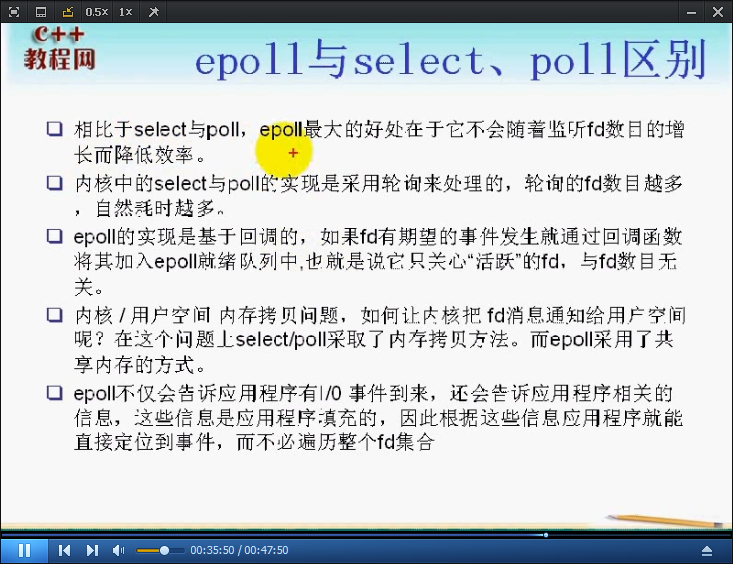 0.5× 1×
C++
教程网
epoll与select、poll区别
相比于select与poll，epoll最大的好处在于它不会随着监听fd数目的增
长而降低效率。
内核中的select与poll的实现是采用轮询来处理的，轮询的fd数目越多
，自然耗时越多。
epoll的实现是基于回调的，如果fd有期望的事件发生就通过回调函数
将其加入epoll就绪队列中,也就是说它只关心“活跃”的fd，与fd数目无
关。
内核 / 用户空间 内存拷贝问题，如何让内核把 fd消息通知给用户空间
呢？在这个问题上select/poll采取了内存拷贝方法。而epoll采用了共
享内存的方式。
epoll不仅会告诉应用程序有I/0 事件到来，还会告诉应用程序相关的
信息，这些信息是应用程序填充的，因此根据这些信息应用程序就能
直接定位到事件，而不必遍历整个fd集合
00:35:50 / 00:47:50